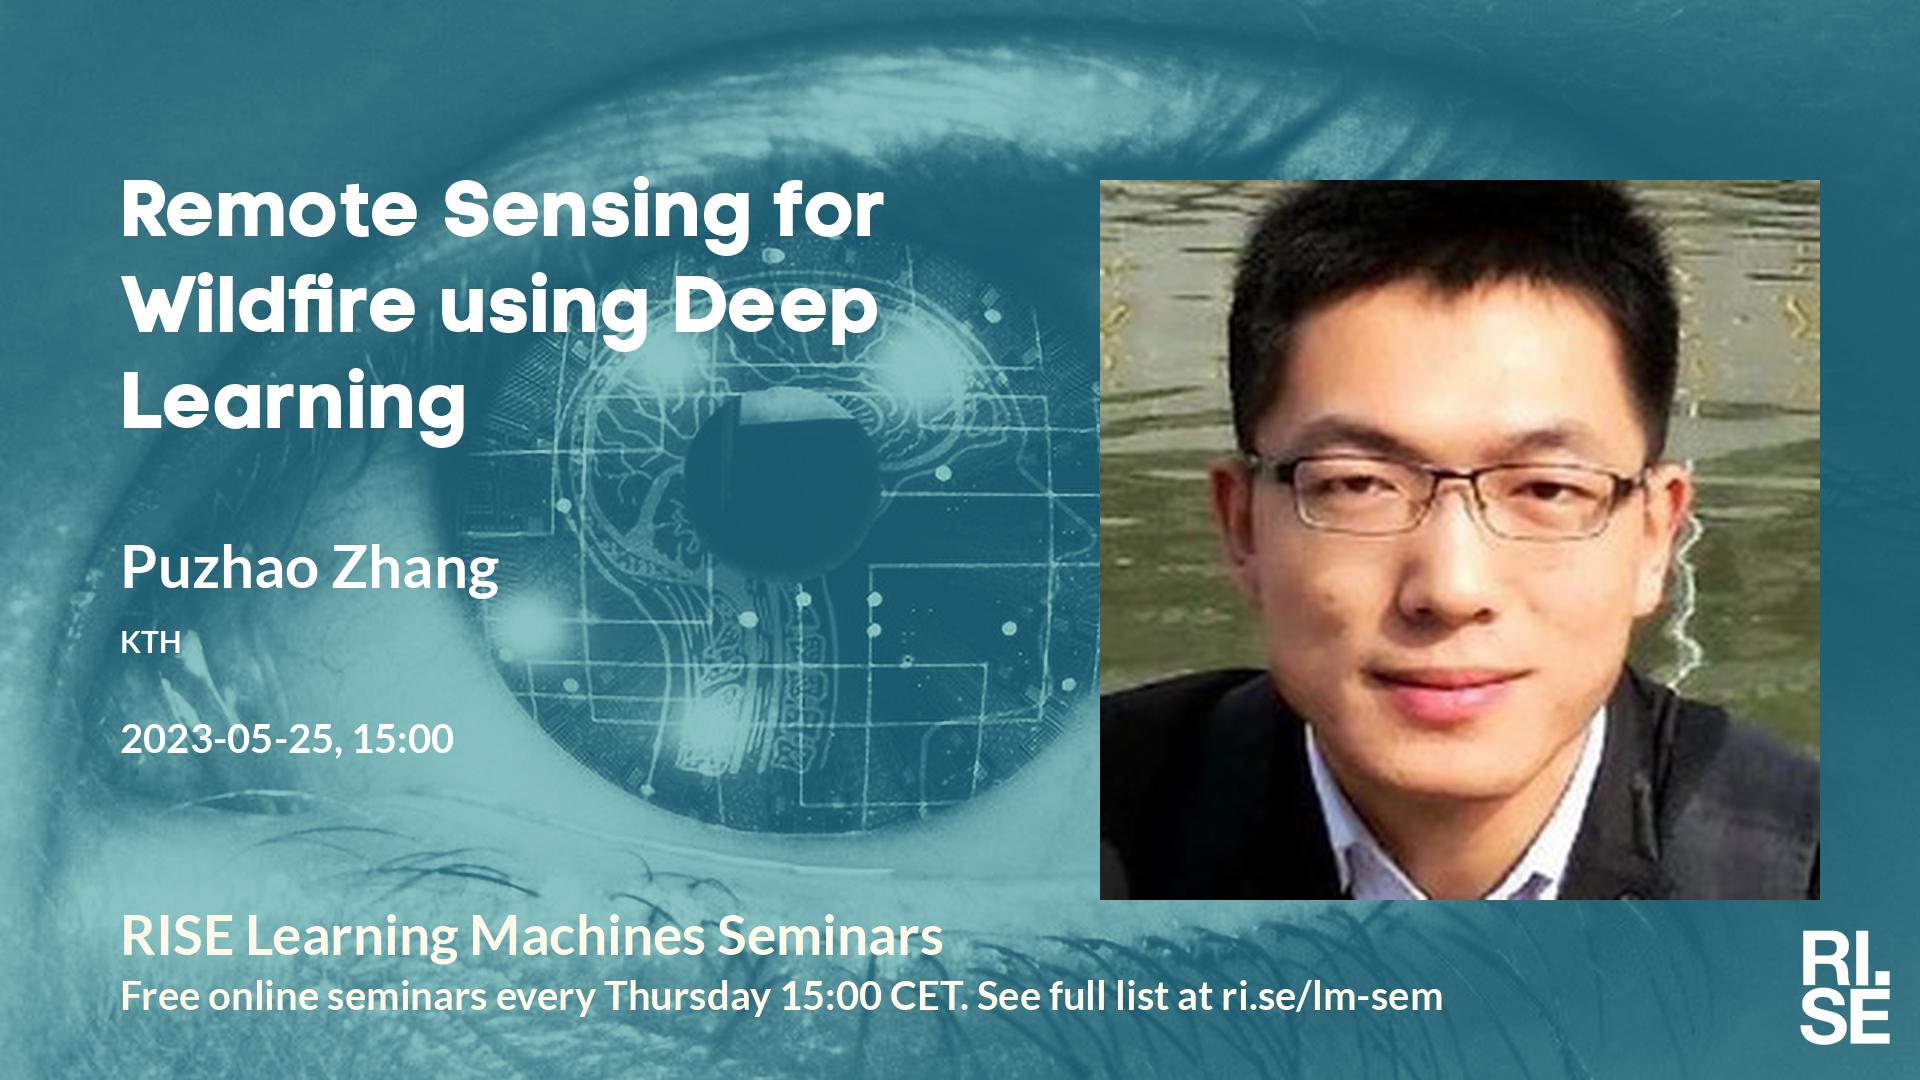 Remote Sensing for
Wildfire using Deep
Learning
Puzhao Zhang
KTH
2023-05-25, 15:00
RISE Learning Machines Seminars
Free online seminars every Thursday 15:00 CET. See full list at ri.se/lm-sem
RI.
SE